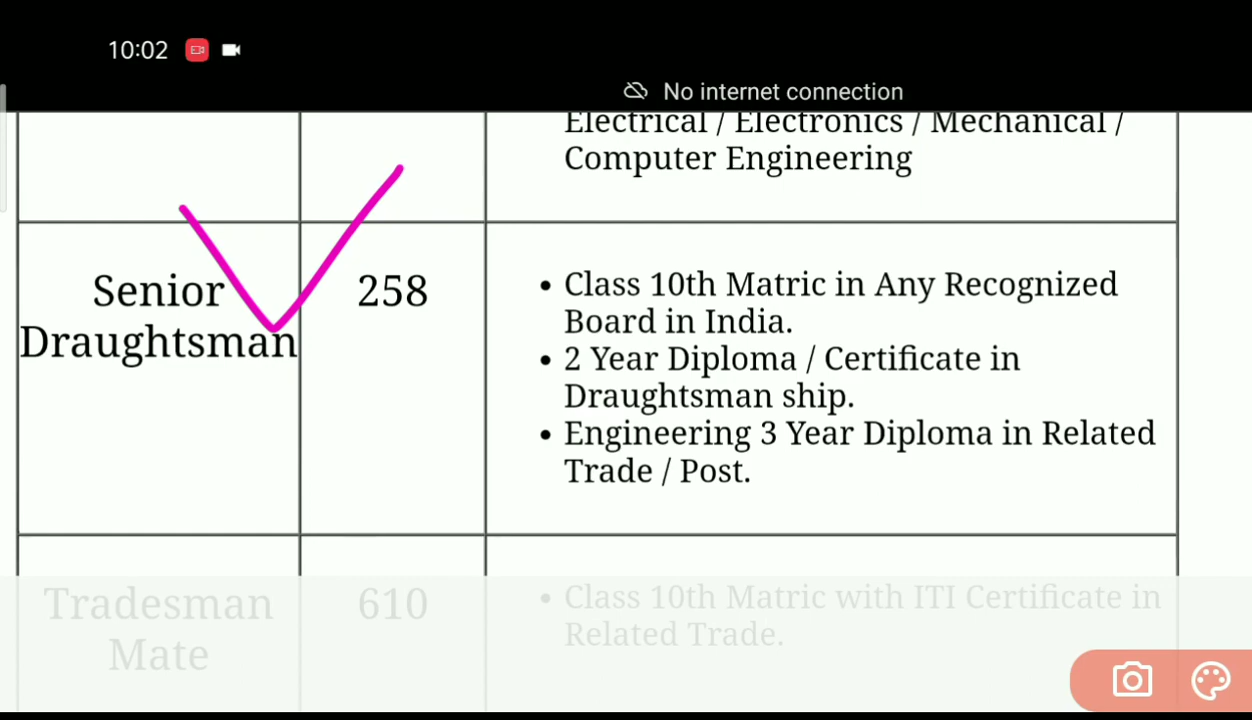 10:02
No internet connection
Electrical / Electronics / Mechanical /
Computer Engineering
Senior
Draughtsman
258
• Class 10th Matric in Any Recognized
Board in India.
• 2 Year Diploma / Certificate in
Draughtsman ship.
• Engineering 3 Year Diploma in Related
Trade / Post.
Tradesman
Mate
610
• Class 10th Matric with ITI Certificate in
Related Trade.